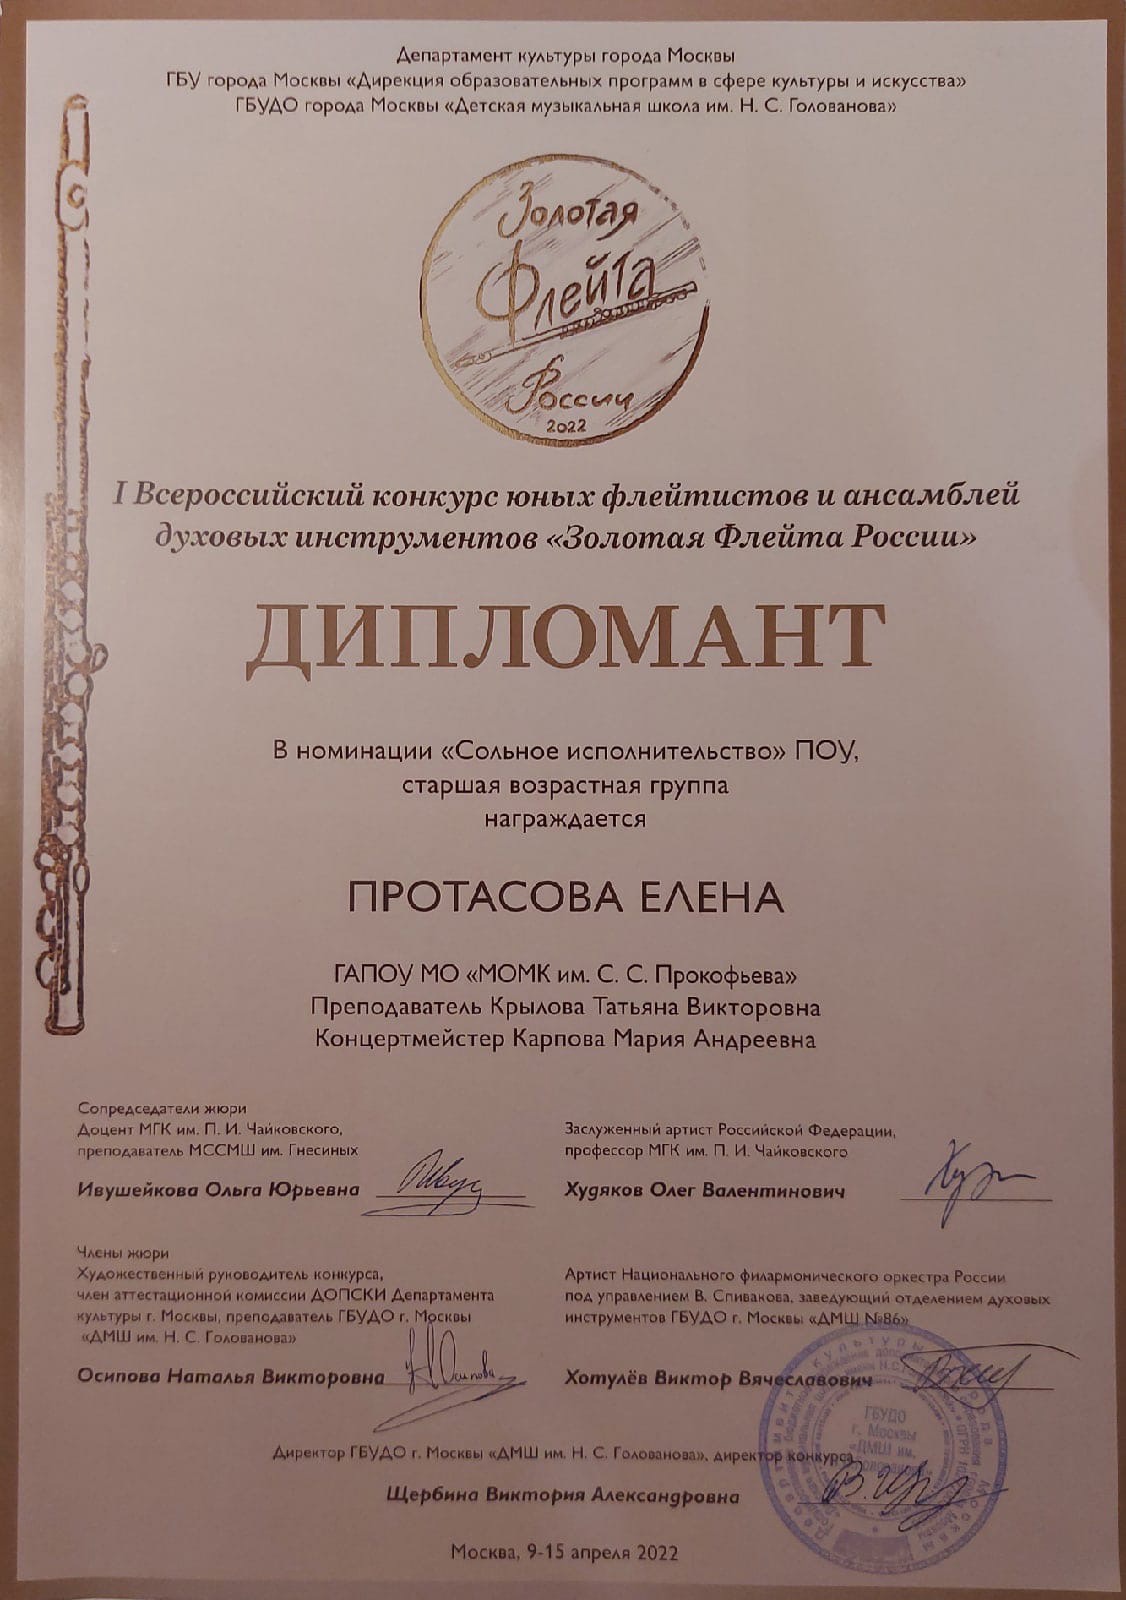 Департамент культуры города Москвы
ГБУ города Москвы «Дирекция образовательных программ в сфере культуры и искусства»
ГБУДО города Москвы «Детская музыкальная школа им. Н. С. Голованова»
Золотая
Флейта
России
2022
I Всероссийский конкурс юных флейтистов и ансамблей
духовых инструментов «Золотая Флейта России»
ДИПЛОМАНТ
В номинации «Сольное исполнительство» ПОУ,
старшая возрастная группа
награждается
ПРОТАСОВА ЕЛЕНА
ГАПОУ МО «МОМК им. С. С. Прокофьева»
Преподаватель Крылова Татьяна Викторовна
Концертмейстер Карпова Мария Андреевна
Сопредседатели жюри
Доцент МГК им. П. И. Чайковского,
преподаватель МССМШ им. Гнесиных
Ивушейкова Ольга Юрьевна
Заслуженный артист Российской Федерации,
профессор МГК им. П. И. Чайковского
Худяков Олег Валентинович
Члены жюри
Художественный руководитель конкурса,
член аттестационной комиссии ДОПСКИ Департамента
культуры г. Москвы, преподаватель ГБУДО г. Москвы
«ДМШ им. Н. С. Голованова»
Осипова Наталья Викторовна
Артист Национального филармонического оркестра России
под управлением В. Спивакова, заведующий отделением духовых
инструментов ГБУДО г. Москвы «ДМШ №86»
Хотулёв Виктор Вячеславович
Директор ГБУДО г. Москвы «ДМШ им. Н. С. Голованова», директор конкурса
Щербина Виктория Александровна
ГБУДО
г. Москвы
«ДМШ им.
Москва, 9-15 апреля 2022